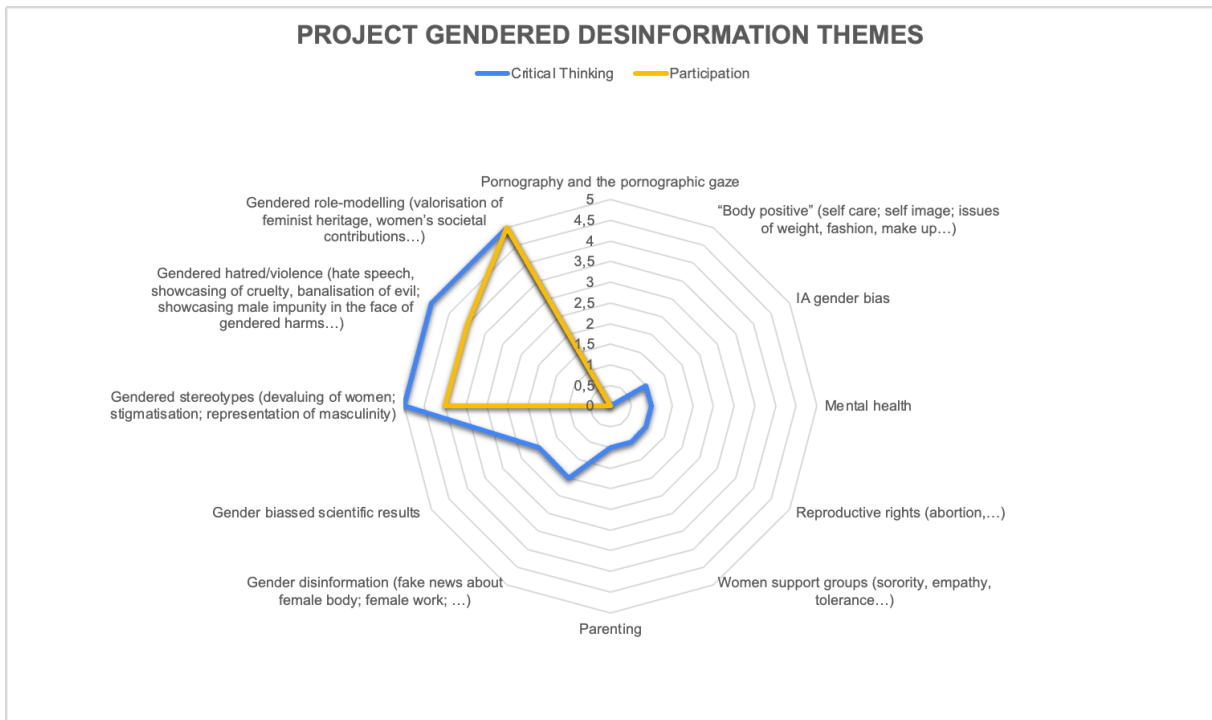 PROJECT GENDERED DESINFORMATION THEMES
Critical Thinking
Participation
Pornography and the pornographic gaze
"Body positive" (self care; self image; issues
of weight, fashion, make up…)
IA gender bias
Mental health
Reproductive rights (abortion,…)
Women support groups (sorority, empathy,
tolerance…)
Parenting
Gender disinformation (fake news about
female body; female work; …)
Gender biassed scientific results
Gendered stereotypes (devaluing of women;
stigmatisation; representation of masculinity)
Gendered hatred/violence (hate speech,
showcasing of cruelty, banalisation of evil;
showcasing male impunity in the face of
gendered harms…)
Gendered role-modelling (valorisation of
feminist heritage, women's societal
contributions…)
5
4,5
4
3,5
3
2,5
2
1,5
1
0,5
0